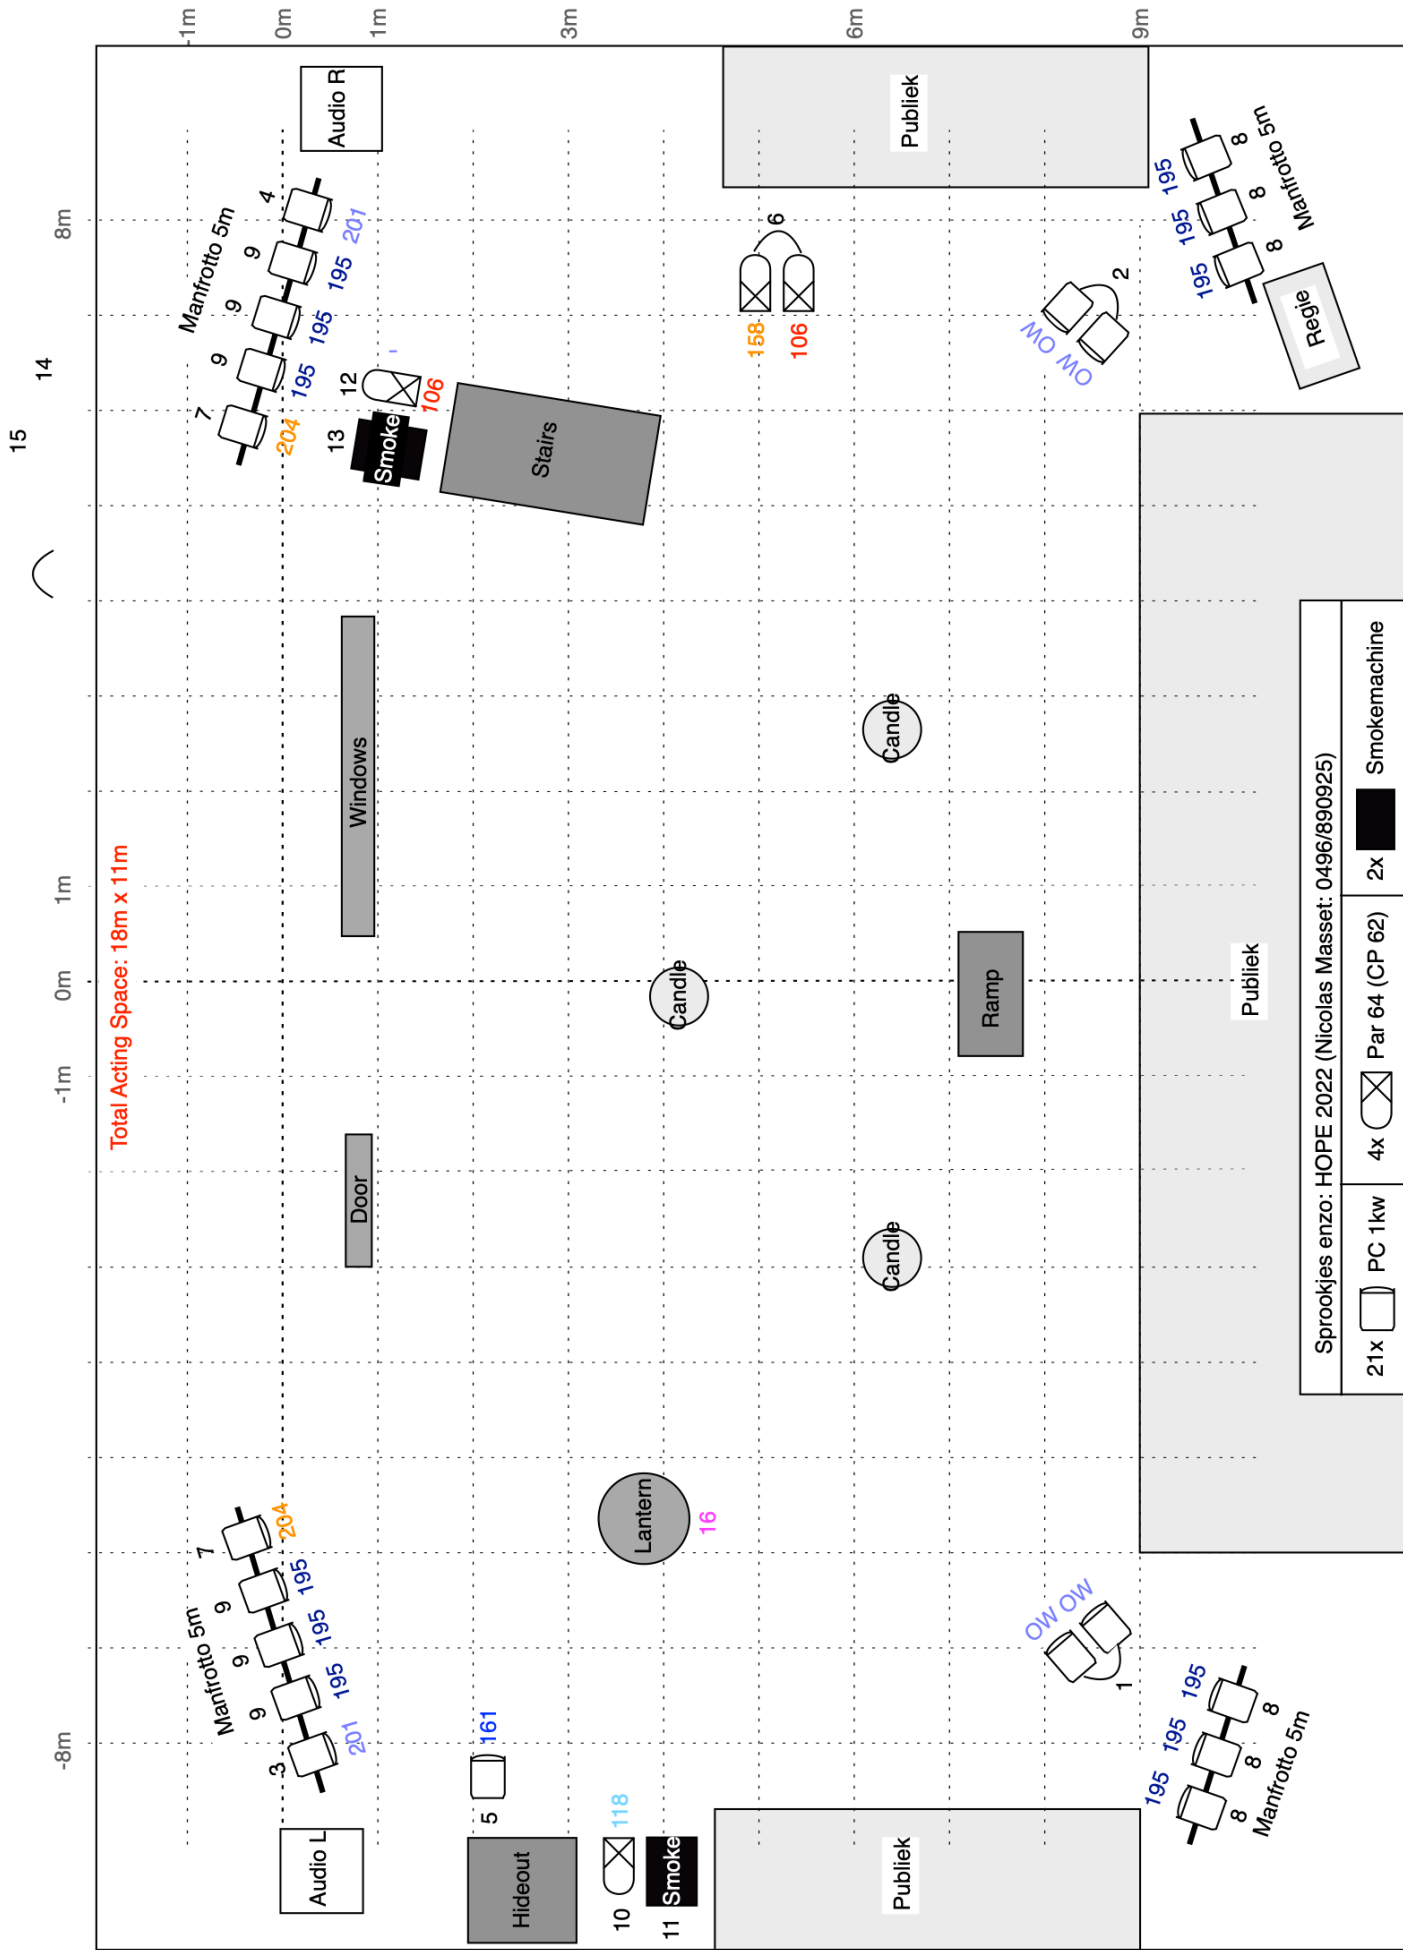 15
14
-8m
-1m
0m
1m
8m
Total Acting Space: 18m x 11m
-1m
0m
1m
3m
6m
9m
Manfrotto 5m
3
9
9
9
7
201
195
195
195
204
Manfrotto 5m
7
9
9
9
4
204
195
195
195
201
Audio L
Audio R
Door
Windows
13
Smoke
12
106
Stairs
Hideout
5
161
10
118
11
Smoke
Lantern
16
Candle
158
106
6
Publiek
Candle
Candle
Publiek
Ramp
1
OW OW
OW OW
2
195
195
195
8
8
8
Manfrotto 5m
195
195
195
8
8
8
Manfrotto 5m
Regie
Publiek
Sprookjes enzo: HOPE 2022 (Nicolas Masset: 0496/890925)
21x PC 1kw
4x Par 64 (CP 62)
2x Smokemachine